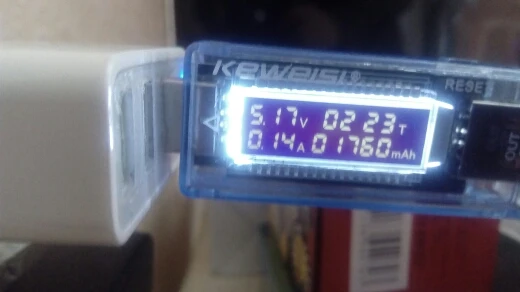 KEWEISI®
RESE
5.17V 02 23T
0.14A 01760mAh
OUT